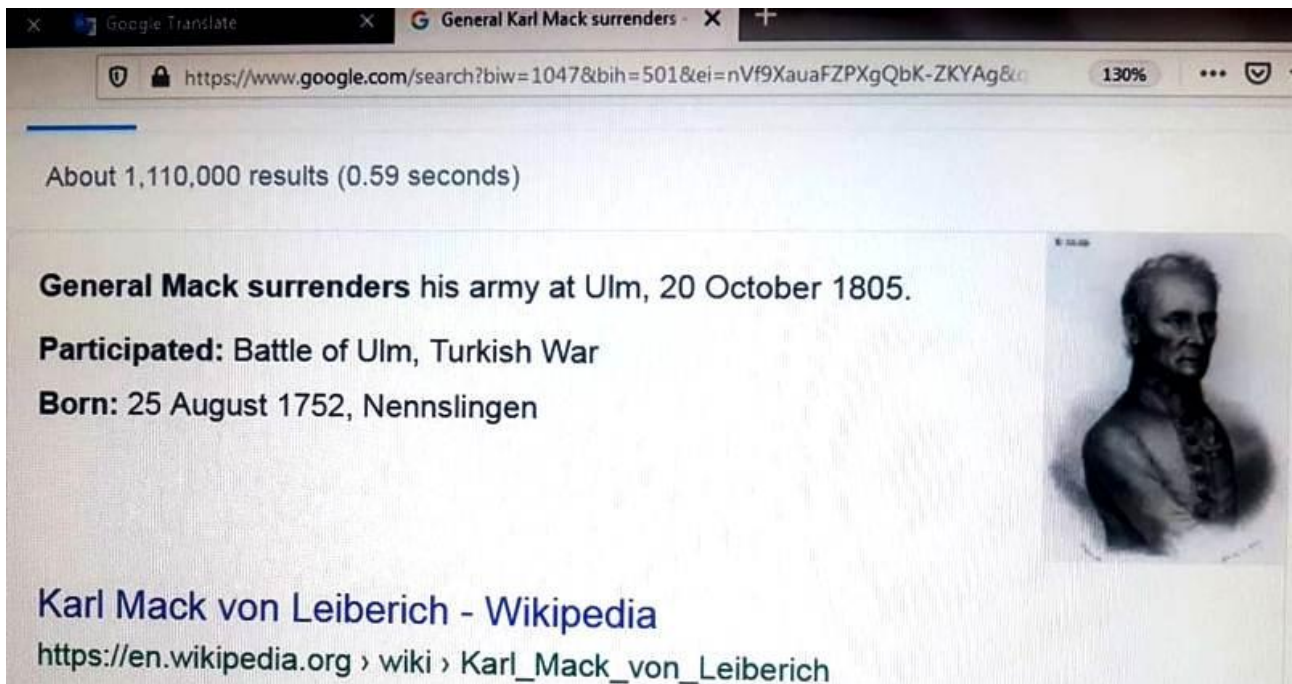 Google Translate
General Karl Mack surrenders -
https://www.google.com/search?biw=1047&bih=501&ei=nVf9XauaFZPXgQbK-ZKYAg&
130%
About 1,110,000 results (0.59 seconds)
General Mack surrenders his army at Ulm, 20 October 1805.
Participated: Battle of Ulm, Turkish War
Born: 25 August 1752, Nennslingen
Karl Mack von Leiberich - Wikipedia
https://en.wikipedia.org › wiki › Karl_Mack_von_Leiberich